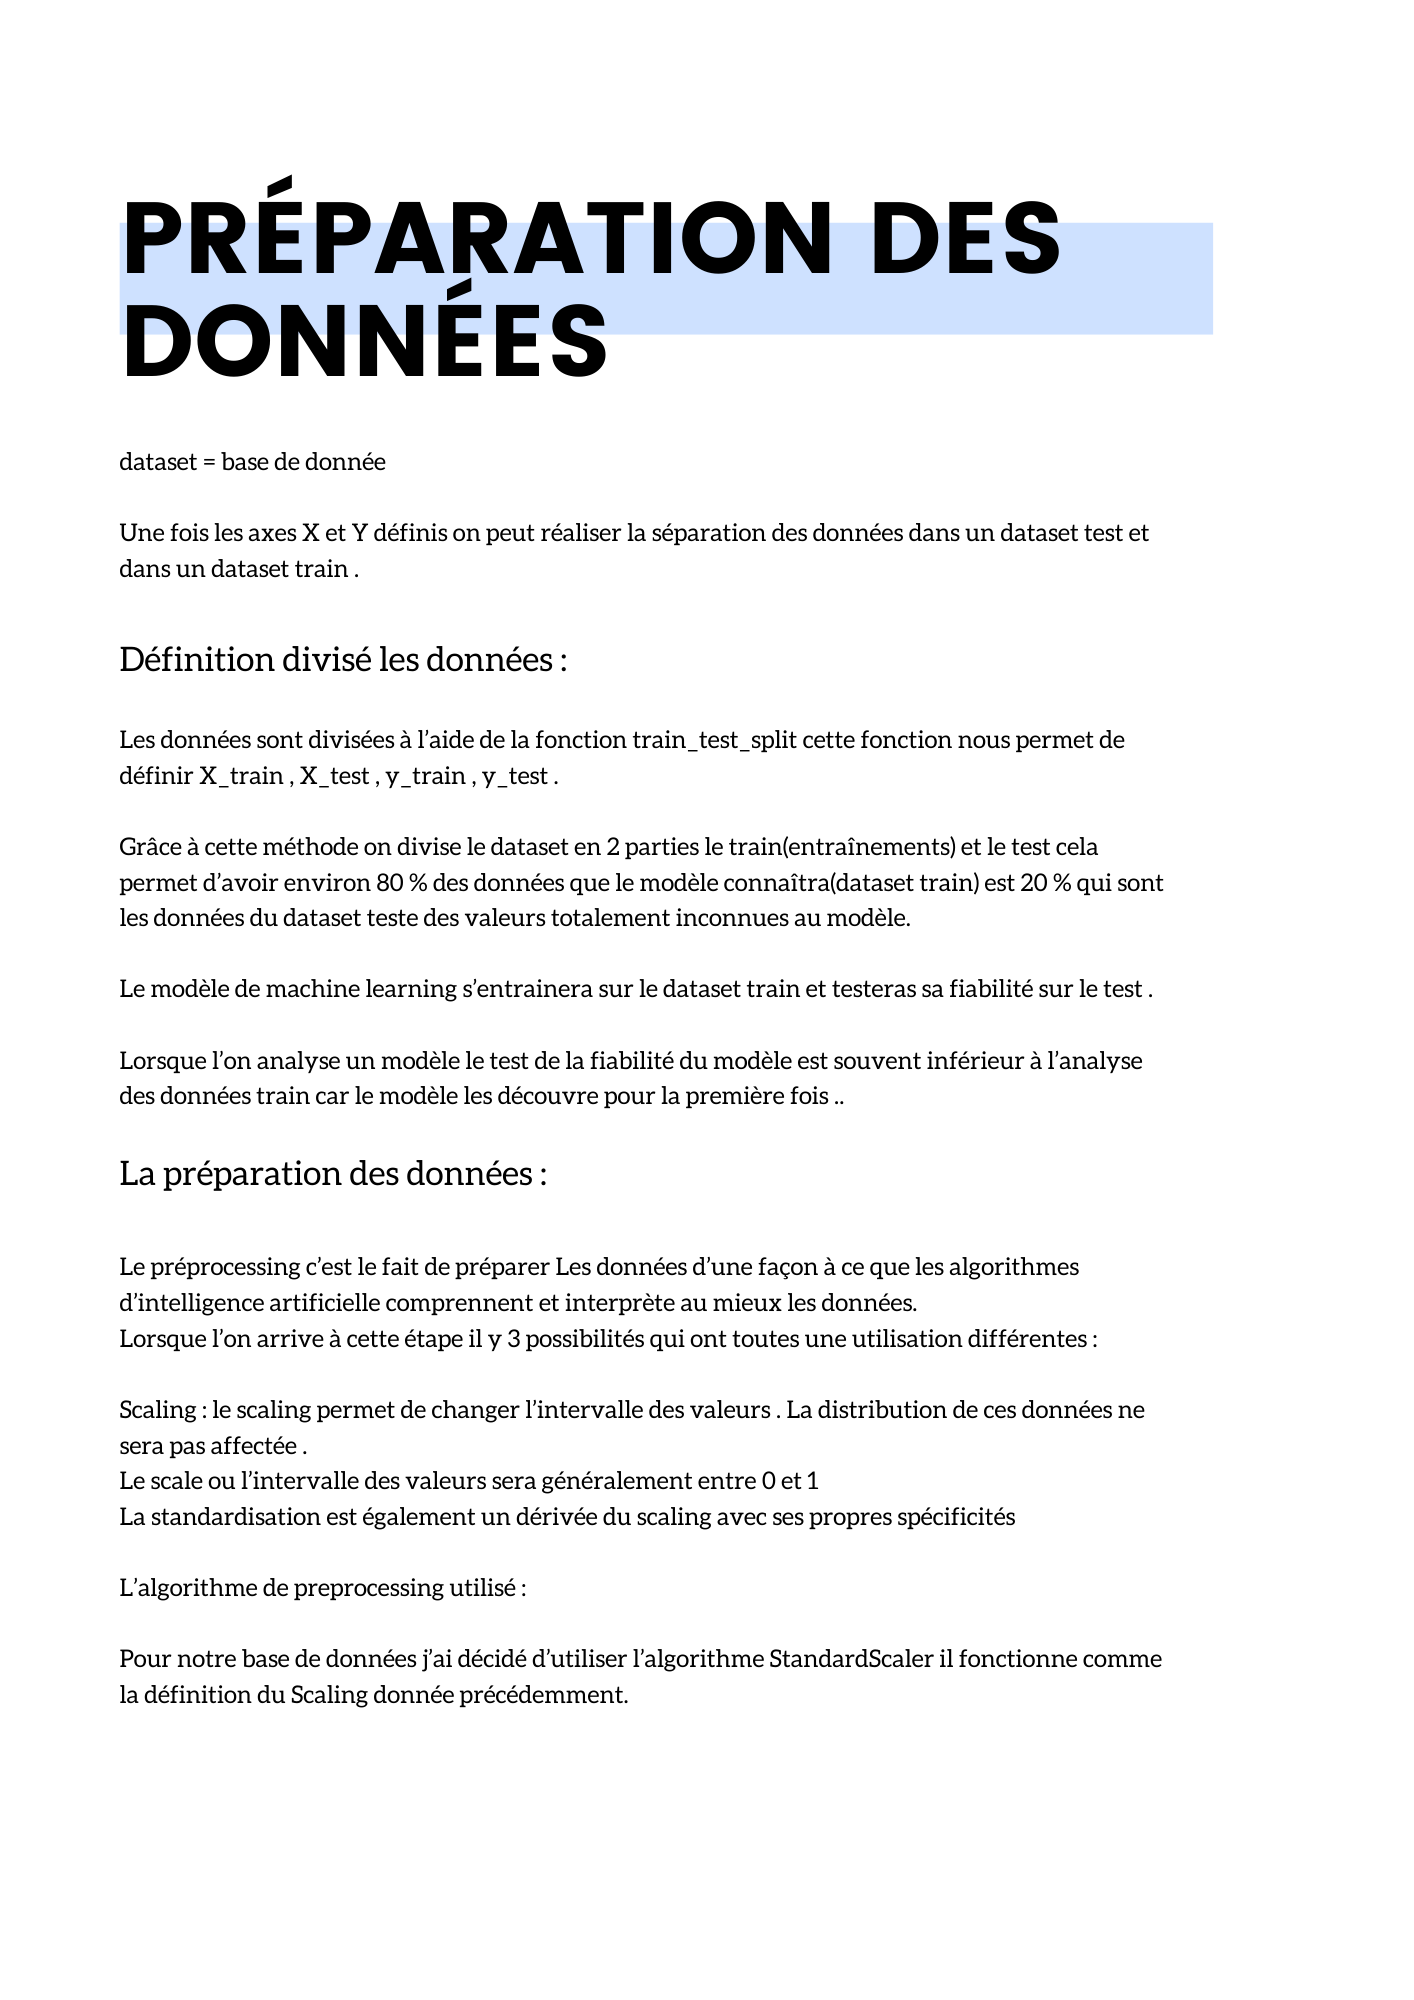 PRÉPARATION DES
DONNÉES
dataset = base de donnée
Une fois les axes X et Y définis on peut réaliser la séparation des données dans un dataset test et
dans un dataset train .
Définition divisé les données :
Les données sont divisées à l’aide de la fonction train_test_split cette fonction nous permet de
définir X_train , X_test , y_train , y_test .
Grâce à cette méthode on divise le dataset en 2 parties le train(entraînements) et le test cela
permet d’avoir environ 80 % des données que le modèle connaîtra(dataset train) est 20 % qui sont
les données du dataset teste des valeurs totalement inconnues au modèle.
Le modèle de machine learning s’entrainera sur le dataset train et testeras sa fiabilité sur le test .
Lorsque l’on analyse un modèle le test de la fiabilité du modèle est souvent inférieur à l’analyse
des données train car le modèle les découvre pour la première fois ..
La préparation des données :
Le préprocessing c’est le fait de préparer Les données d’une façon à ce que les algorithmes
d’intelligence artificielle comprennent et interprète au mieux les données.
Lorsque l’on arrive à cette étape il y 3 possibilités qui ont toutes une utilisation différentes :
Scaling : le scaling permet de changer l’intervalle des valeurs . La distribution de ces données ne
sera pas affectée .
Le scale ou l’intervalle des valeurs sera généralement entre 0 et 1
La standardisation est également un dérivée du scaling avec ses propres spécificités
L’algorithme de preprocessing utilisé :
Pour notre base de données j’ai décidé d’utiliser l’algorithme StandardScaler il fonctionne comme
la définition du Scaling donnée précédemment.